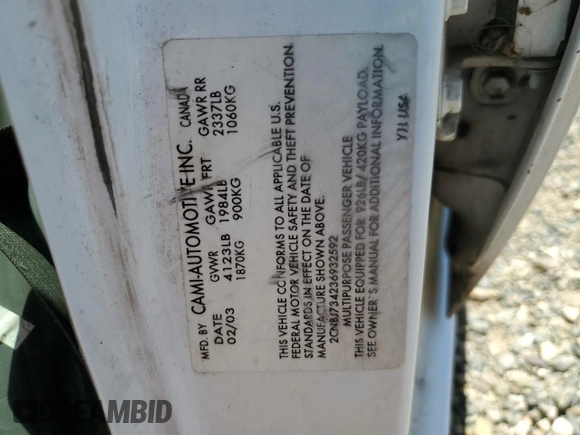 MFD. BY CAMI-AUTOMOTIVE-INC. CANADA
DATE GVWR GAWR FRT GAWR RR
02/03 4123LB 1984LB 2337LB
1870KG 900KG 1060KG
THIS VEHICLE CONFORMS TO ALL APPLICABLE U.S.
FEDERAL MOTOR VEHICLE SAFETY AND THEFT PREVENTION
STANDARDS IN EFFECT ON THE DATE OF
MANUFACTURE SHOWN ABOVE.
2CNBJ734236932592
MULTIPURPOSE PASSENGER VEHICLE
THIS VEHICLE EQUIPPED FOR 926LB/ 420KG PAYLOAD.
SEE OWNER'S MANUAL FOR ADDITIONAL INFORMATION.
Y11 USA
DREAMBID